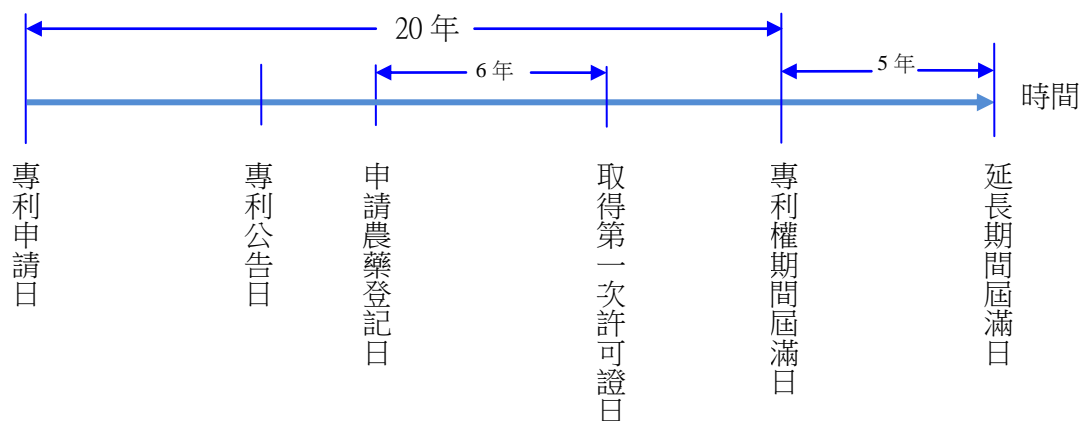 20 年
6 年
5 年
時間
專利申請日
專利公告日
申請農藥登記日
取得第一次許可證日
專利權期間屆滿日
延長期間屆滿日